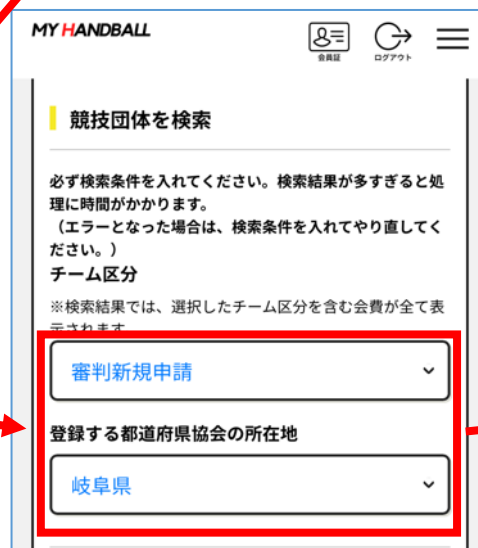 MY HANDBALL
会員証
ログアウト
競技団体を検索
必ず検索条件を入れてください。検索結果が多すぎると処
理に時間がかかります。
（エラーとなった場合は、検索条件を入れてやり直してく
ださい。）
チーム区分
※検索結果では、選択したチーム区分を含む会費が全て表
示されます
審判新規申請
登録する都道府県協会の所在地
岐阜県